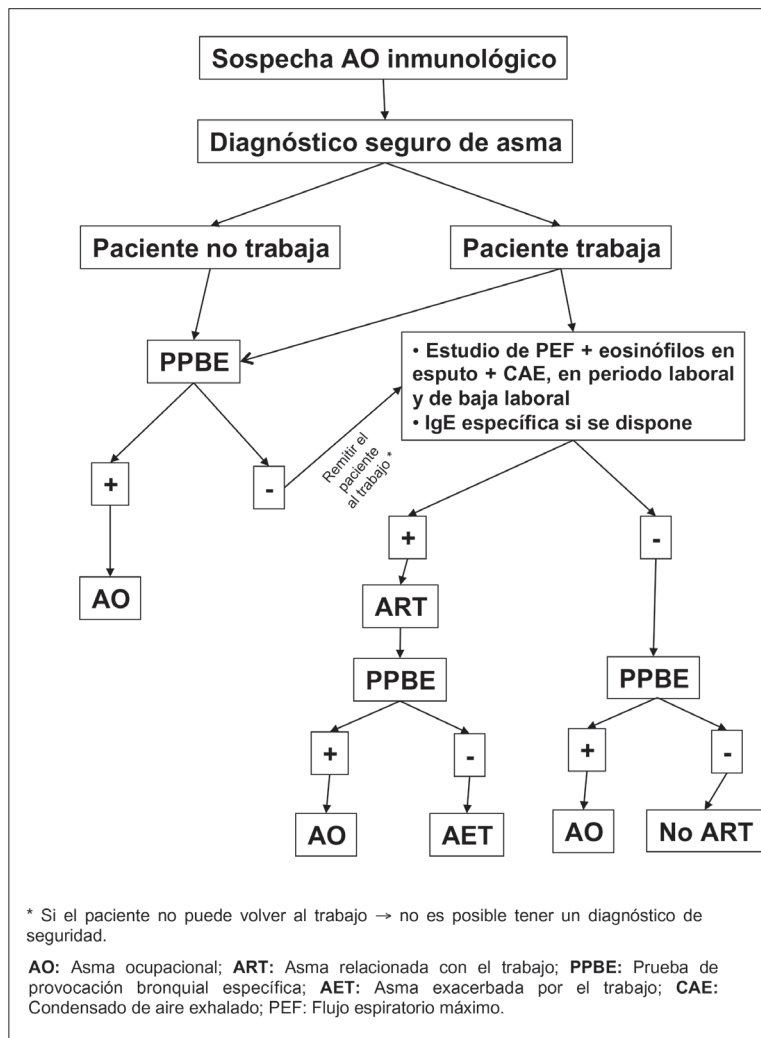 Sospecha AO inmunológico
Diagnóstico seguro de asma
Paciente no trabaja
Paciente trabaja
PPBE
• Estudio de PEF + eosinófilos en
esputo + CAE, en periodo laboral
y de baja laboral
• IgE específica si se dispone
+
-
Remitir el
paciente
al trabajo *
AO
+
-
ART
PPBE
PPBE
+
-
+
-
AO
AET
AO
No ART
* Si el paciente no puede volver al trabajo → no es posible tener un diagnóstico de
seguridad.
AO: Asma ocupacional; ART: Asma relacionada con el trabajo; PPBE: Prueba de
provocación bronquial específica; AET: Asma exacerbada por el trabajo; CAE:
Condensado de aire exhalado; PEF: Flujo espiratorio máximo.